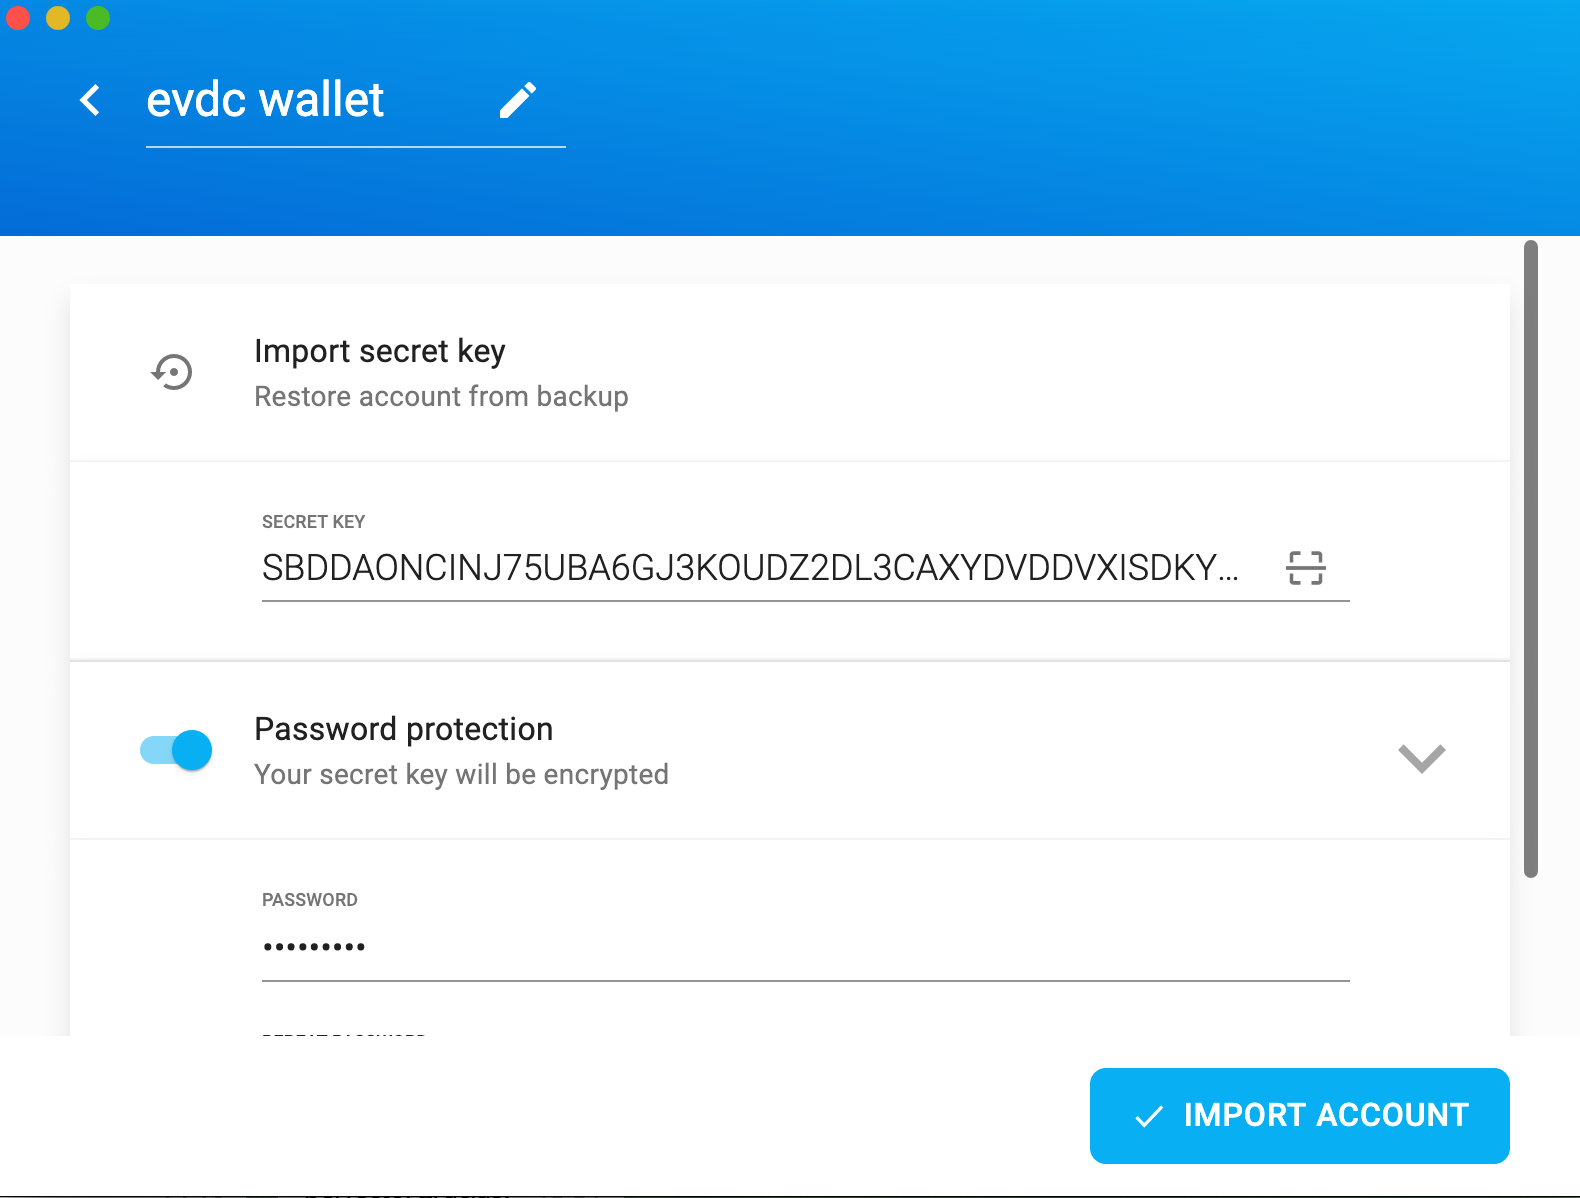 evdc wallet
Import secret key
Restore account from backup
SECRET KEY
SBDDAONCINJ75UBA6GJ3KOUDZ2DL3CAXYDVDDVXISDKY...
Password protection
Your secret key will be encrypted
PASSWORD
•••••••••
IMPORT ACCOUNT